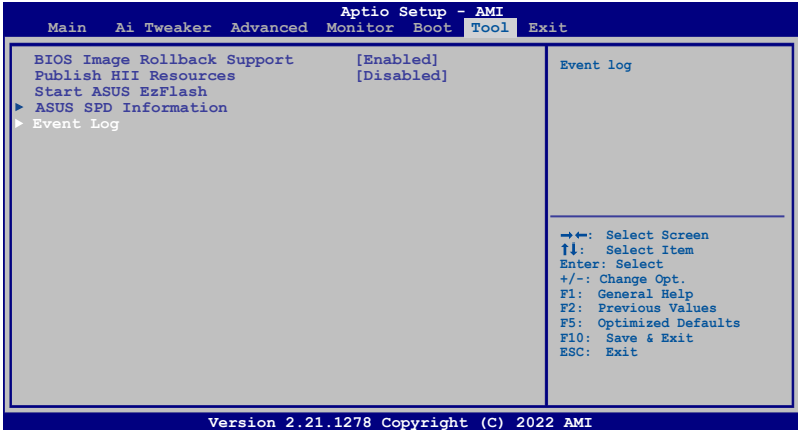 Aptio Setup - AMI
Main Ai Tweaker Advanced Monitor Boot Tool Exit
BIOS Image Rollback Support [Enabled]
Publish HII Resources [Disabled]
Start ASUS EzFlash
► ASUS SPD Information
► Event Log
Event log
→←: Select Screen
↑↓: Select Item
Enter: Select
+/-: Change Opt.
F1: General Help
F2: Previous Values
F5: Optimized Defaults
F10: Save & Exit
ESC: Exit
Version 2.21.1278 Copyright (C) 2022 AMI